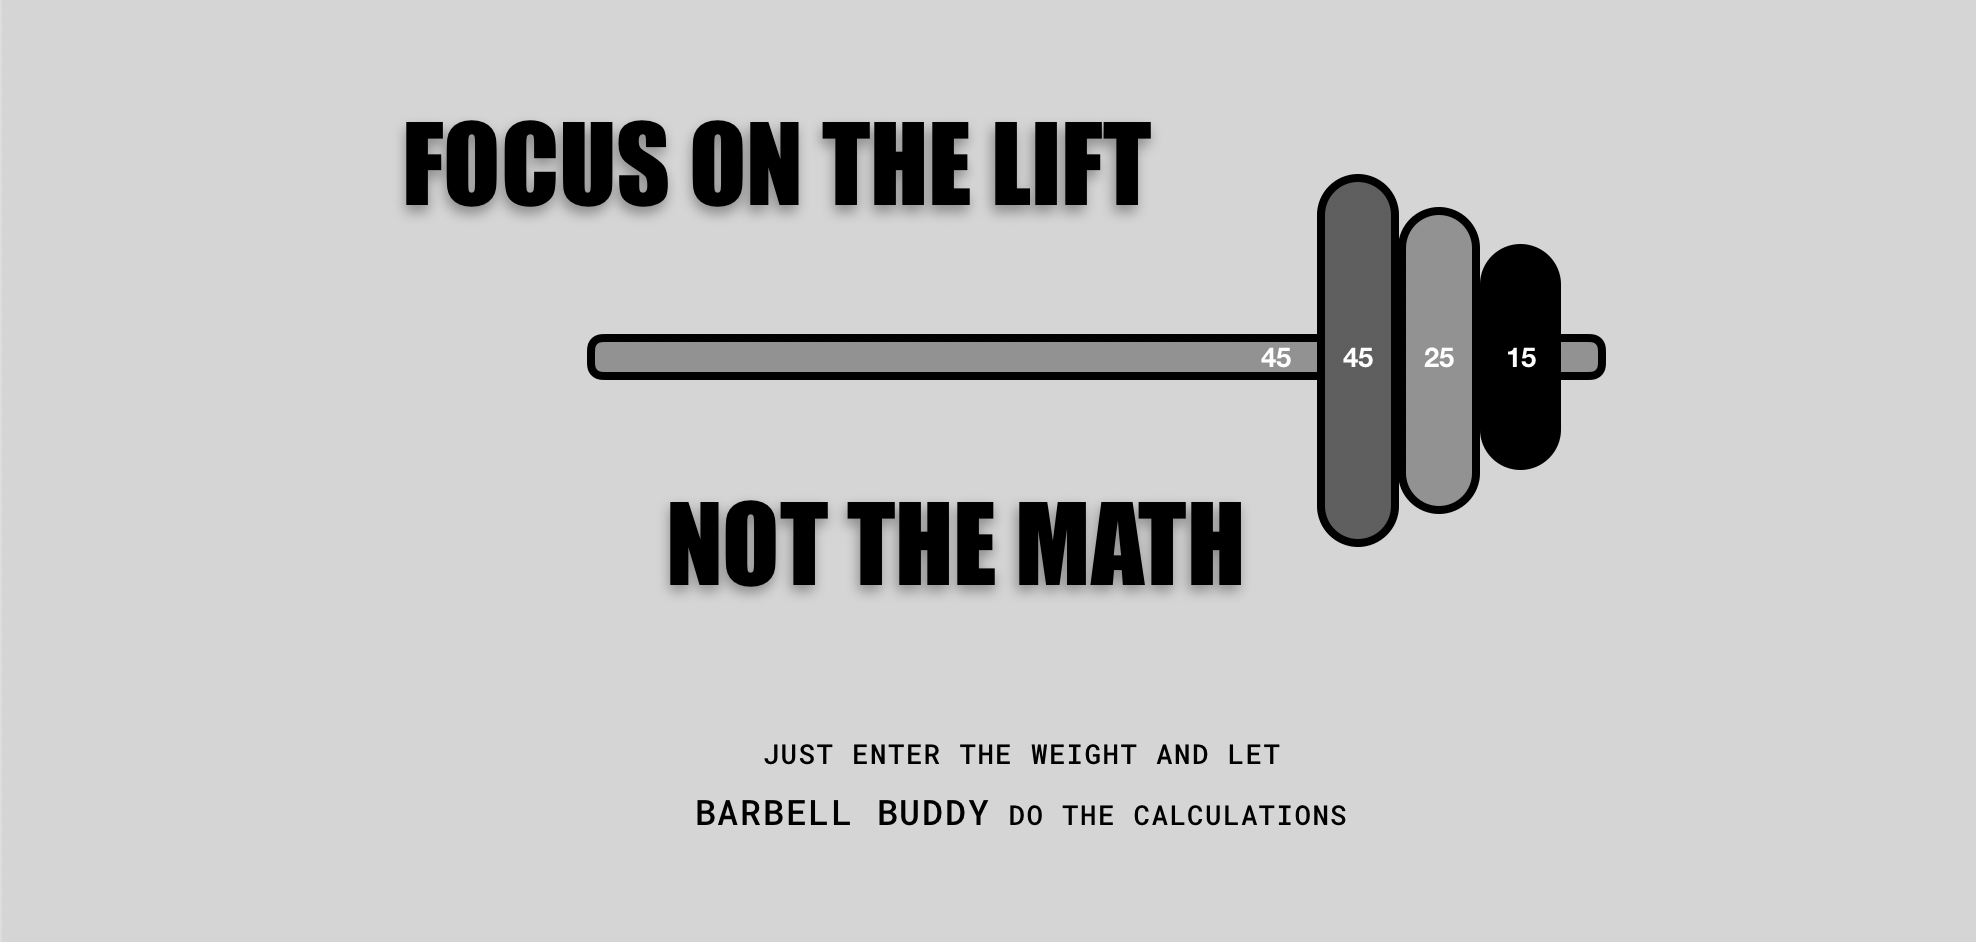 FOCUS ON THE LIFT
45 45 25 15
NOT THE MATH
JUST ENTER THE WEIGHT AND LET
BARBELL BUDDY DO THE CALCULATIONS